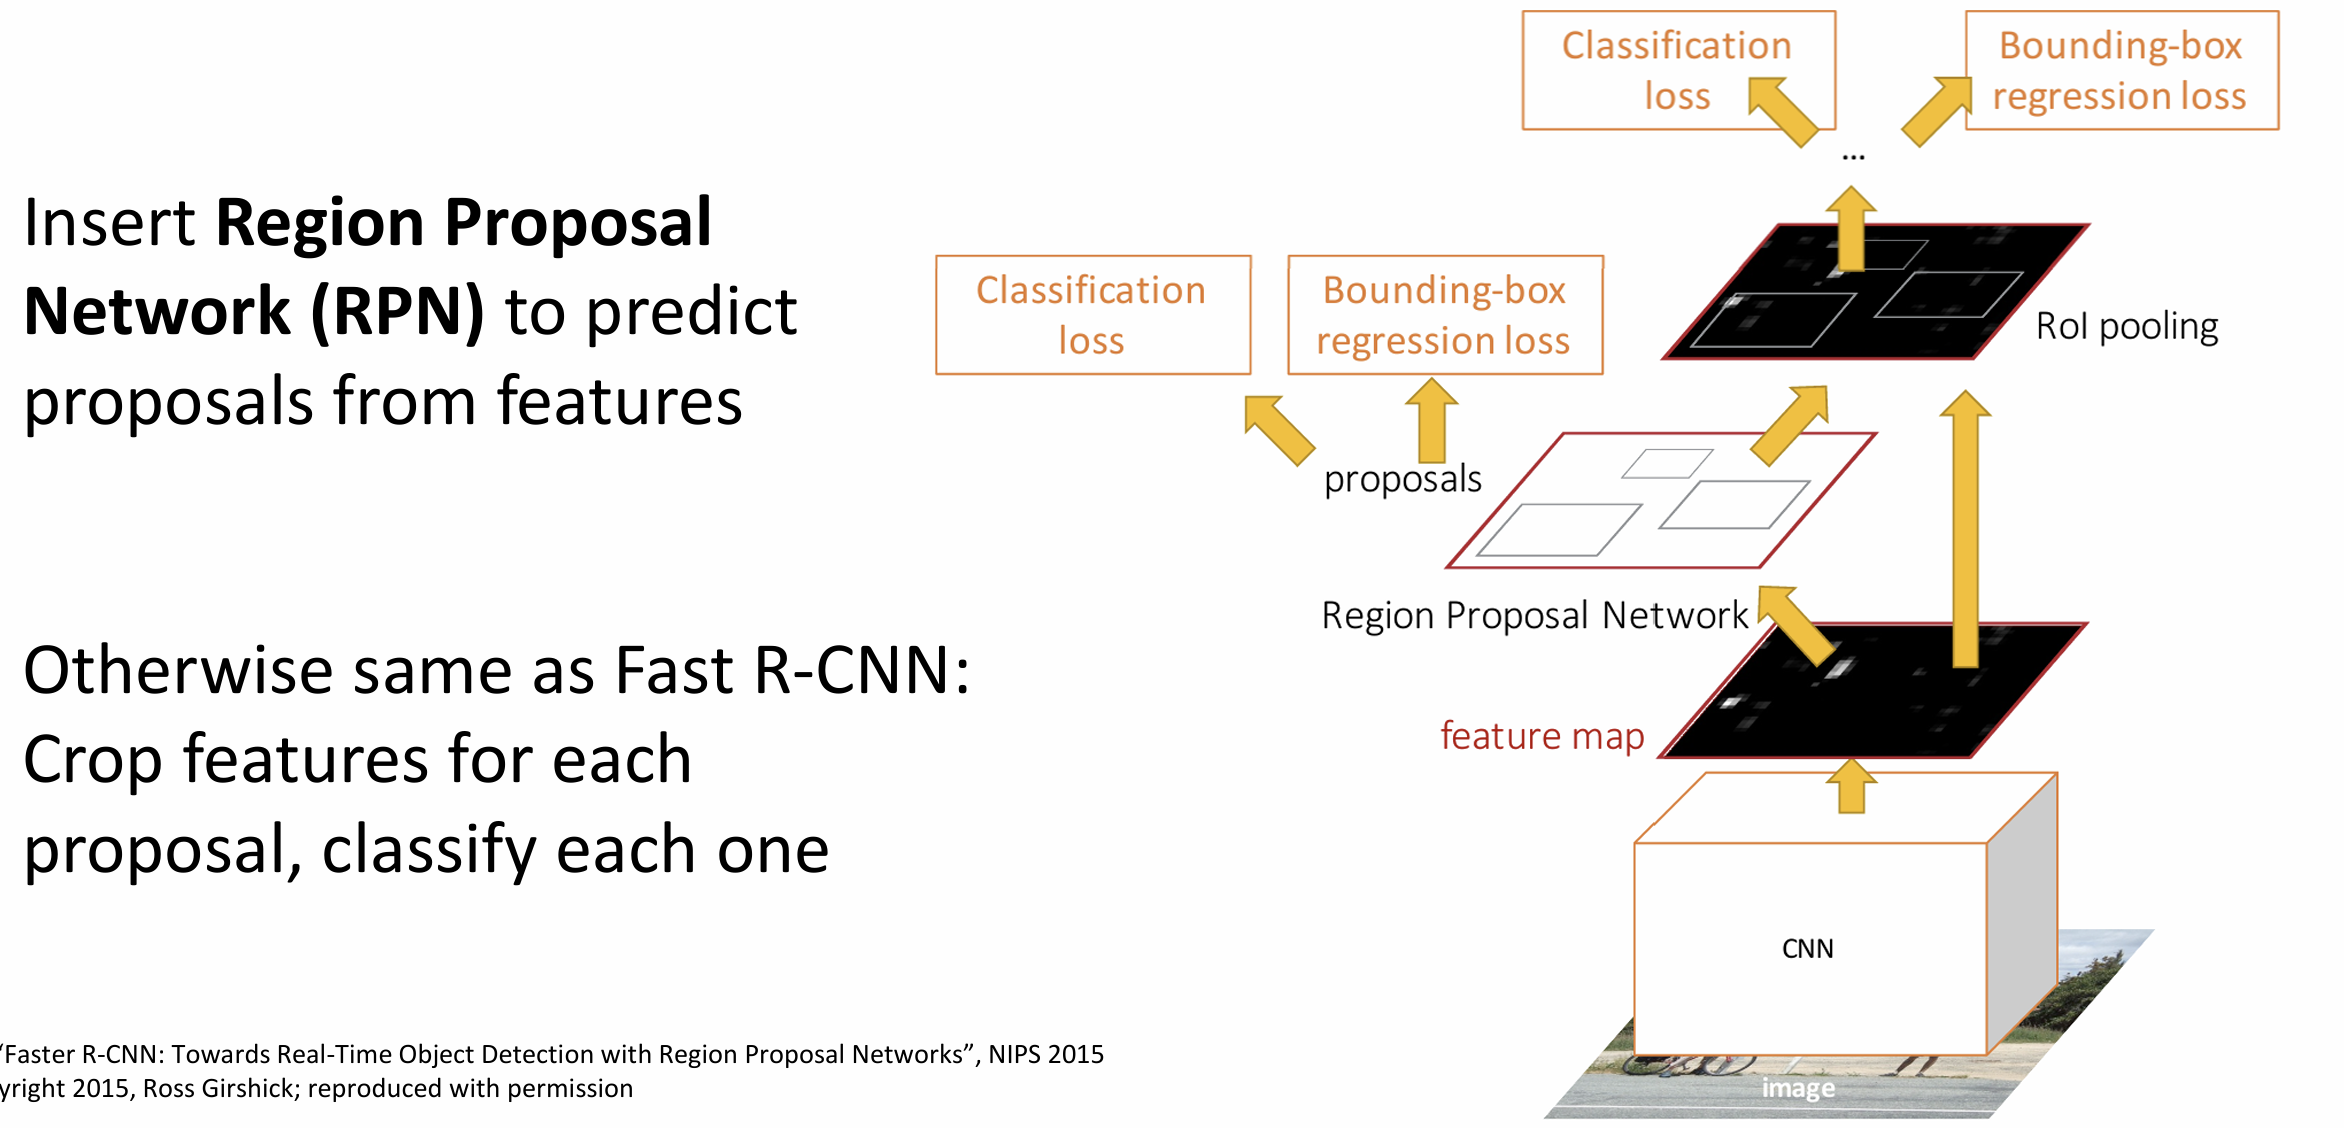 Insert Region Proposal
Network (RPN) to predict
proposals from features
Otherwise same as Fast R-CNN:
Crop features for each
proposal, classify each one
"Faster R-CNN: Towards Real-Time Object Detection with Region Proposal Networks", NIPS 2015
yright 2015, Ross Girshick; reproduced with permission
Classification
loss
Bounding-box
regression loss
...
RoI pooling
Classification
loss
Bounding-box
regression loss
proposals
Region Proposal Network
feature map
CNN
image